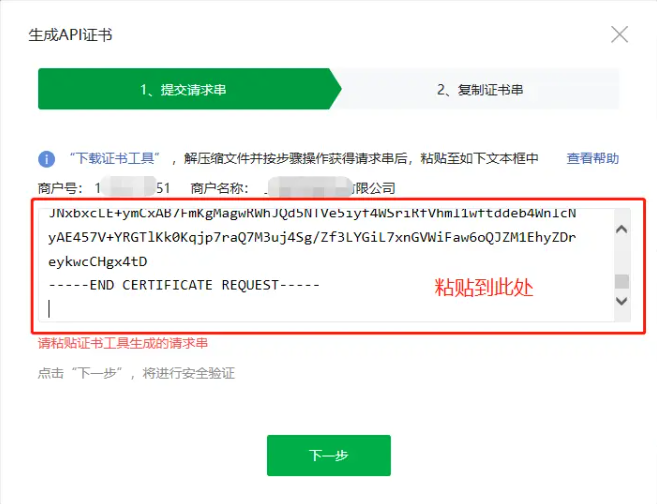 生成API证书
1、提交请求串
2、复制证书串
“下载证书工具”，解压缩文件并按步骤操作获得请求串后，粘贴至如下文本框中 查看帮助
商户号：1 51 商户名称： 有限公司
JNxbxcLE+ymCxAB7FmKgMagwRWhJQd5NTVe5iyf4WSriRfVhml1wftddeb4WnlcN
yAE457V+YRGTlKk0Kqjp7raQ7M3uj4Sg/Zf3LYGiL7xnGVWiFaw6oQJZM1EhyZDr
eykwcCHgx4tD
-----END CERTIFICATE REQUEST-----
粘贴到此处
请粘贴证书工具生成的请求串
点击“下一步”，将进行安全验证
下一步